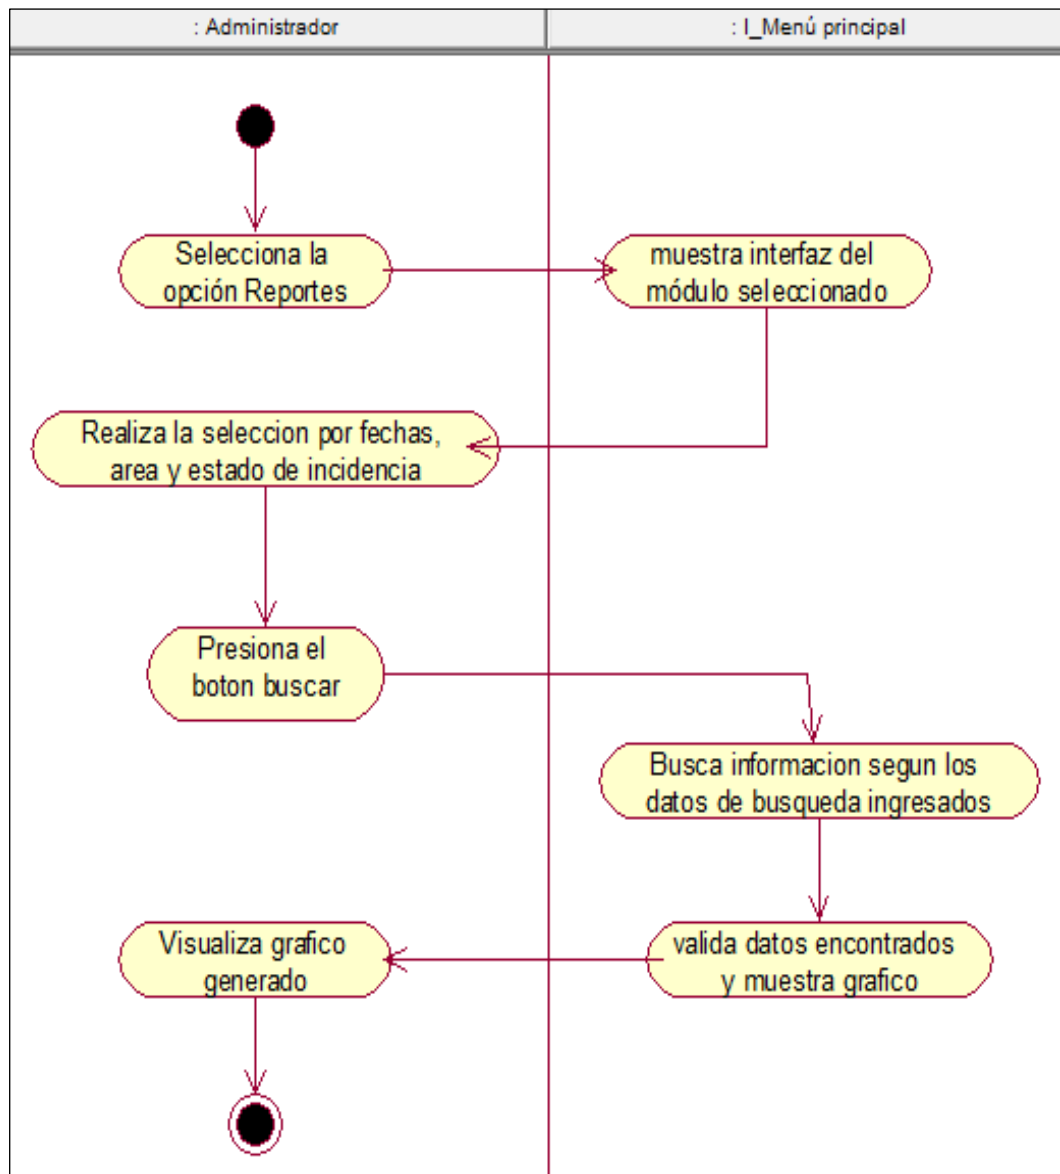 : Administrador
: I_Menú principal
Selecciona la
opción Reportes
muestra interfaz del
módulo seleccionado
Realiza la seleccion por fechas,
area y estado de incidencia
Presiona el
boton buscar
Busca informacion segun los
datos de busqueda ingresados
valida datos encontrados
y muestra grafico
Visualiza grafico
generado